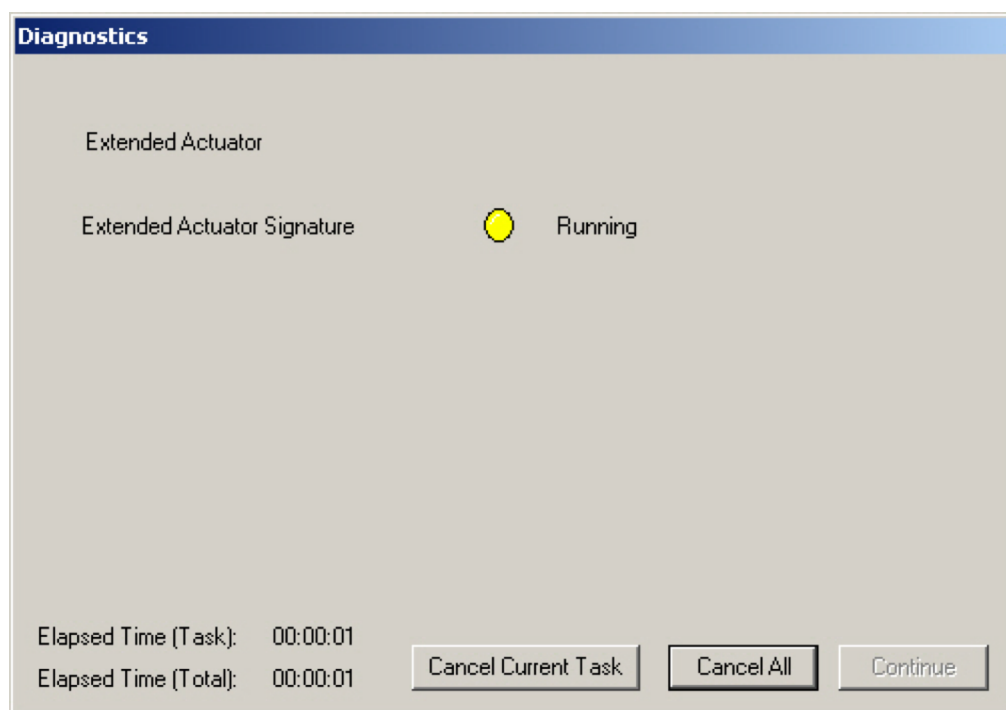 Diagnostics
Extended Actuator
Extended Actuator Signature Running
Elapsed Time (Task): 00:00:01
Elapsed Time (Total): 00:00:01
Cancel Current Task Cancel All Continue